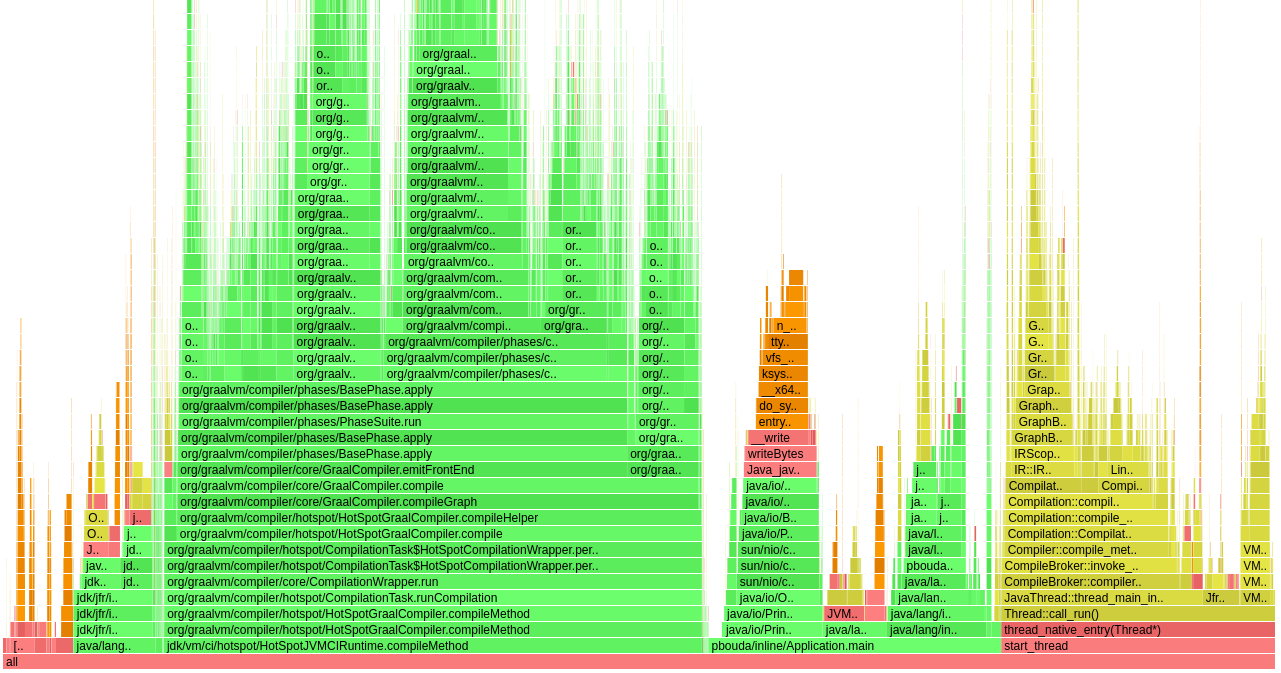 o.. org/graal..
o.. org/graal..
or.. org/graalv..
org/g.. org/graalvm..
org/g.. org/graalvm/..
org/g.. org/graalvm/..
org/gr.. org/graalvm/..
org/gr.. org/graalvm/..
org/gr.. org/graalvm/..
org/graa.. org/graalvm/..
org/graa.. org/graalvm/..
org/graa.. org/graalvm/co.. or..
org/graa.. org/graalvm/co.. or.. o..
org/graa.. org/graalvm/co.. or.. o..
org/graalv.. org/graalvm/com.. or.. o..
org/graalv.. org/graalvm/com.. or.. o..
org/graalv.. org/graalvm/com.. org/gr.. o..
o.. org/graalv.. org/graalvm/compi.. org/gra.. org/.. n_.. G..
o.. org/graalv.. org/graalvm/compiler/phases/c.. org/.. tty.. G..
o.. org/graalv.. org/graalvm/compiler/phases/c.. org/.. vfs_.. Gr..
o.. org/graalv.. org/graalvm/compiler/phases/c.. org/.. ksys.. Gr..
org/graalvm/compiler/phases/BasePhase.apply org/.. __x64.. Grap..
org/graalvm/compiler/phases/BasePhase.apply org/.. do_sy.. Graph..
org/graalvm/compiler/phases/PhaseSuite.run org/gr.. entry.. GraphB..
org/graalvm/compiler/phases/BasePhase.apply org/gra.. __write GraphB..
org/graalvm/compiler/phases/BasePhase.apply org/graa.. writeBytes IRScop..
org/graalvm/compiler/core/GraalCompiler.emitFrontEnd org/graa.. Java_jav.. j.. IR::IR.. Lin..
org/graalvm/compiler/core/GraalCompiler.compile java/io/.. j.. Compilat.. Compi..
org/graalvm/compiler/core/GraalCompiler.compileGraph java/io/.. ja.. j.. Compilation::compil..
O.. j.. org/graalvm/compiler/hotspot/HotSpotGraalCompiler.compileHelper java/io/B.. ja.. j.. Compilation::compile_..
O.. j.. org/graalvm/compiler/hotspot/HotSpotGraalCompiler.compile java/io/P.. java/l.. Compilation::Compilat..
J.. jd.. org/graalvm/compiler/hotspot/CompilationTask$HotSpotCompilationWrapper.per.. sun/nio/c.. java/l.. Compiler::compile_met.. VM..
jav.. jd.. org/graalvm/compiler/hotspot/CompilationTask$HotSpotCompilationWrapper.per.. sun/nio/c.. pbouda.. CompileBroker::invoke_.. VM..
jdk.. jd.. org/graalvm/compiler/core/CompilationWrapper.run sun/nio/c.. java/la.. CompileBroker::compiler.. VM..
jdk/jfr/i.. org/graalvm/compiler/hotspot/CompilationTask.runCompilation java/io/O.. java/lan.. JavaThread::thread_main_in.. Jfr.. VM..
jdk/jfr/i.. org/graalvm/compiler/hotspot/HotSpotGraalCompiler.compileMethod java/io/Prin.. JVM.. java/lang/i.. Thread::call_run()
jdk/jfr/i.. org/graalvm/compiler/hotspot/HotSpotGraalCompiler.compileMethod java/io/Prin.. java/la.. java/lang/in.. thread_native_entry(Thread*)
[.. java/lang.. jdk/vm/ci/hotspot/HotSpotJVMCIRuntime.compileMethod pbouda/inline/Application.main start_thread
all